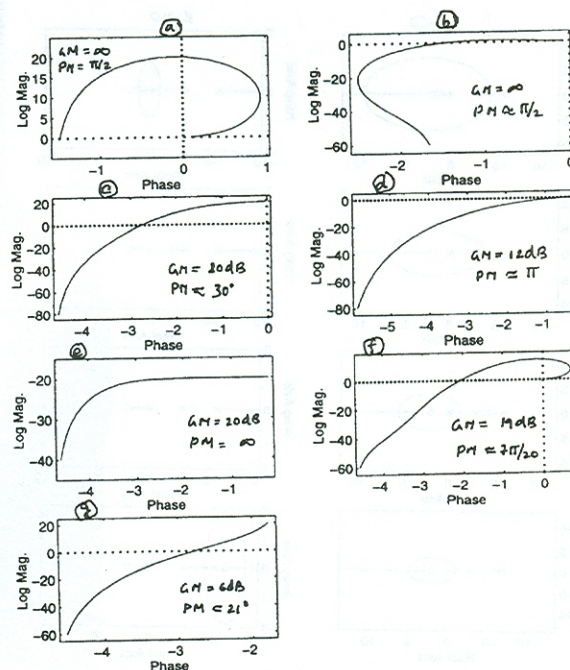 (a)
GM = ∞
PM = π/2
20
15
10
5
0
Log Mag.
-1
0
1
Phase
(b)
0
-20
-40
-60
Log Mag.
GM = ∞
PM ≃ π/2
-2
-1
0
Phase
(c)
20
0
-20
-40
-60
-80
Log Mag.
GM = 20dB
PM ≃ 30°
-4
-3
-2
-1
0
Phase
(d)
0
-20
-40
-60
-80
Log Mag.
GM = 12dB
PM ≃ π
-5
-4
-3
-2
-1
0
Phase
(e)
-20
-30
-40
Log Mag.
GM = 20dB
PM = ∞
-4
-3
-2
-1
Phase
(f)
20
0
-20
-40
-60
Log Mag.
GM = 19dB
PM ≃ 7π/20
-4
-3
-2
-1
0
Phase
(g)
20
0
-20
-40
-60
Log Mag.
GM = 6dB
PM ≃ 21°
-4
-3
-2
Phase